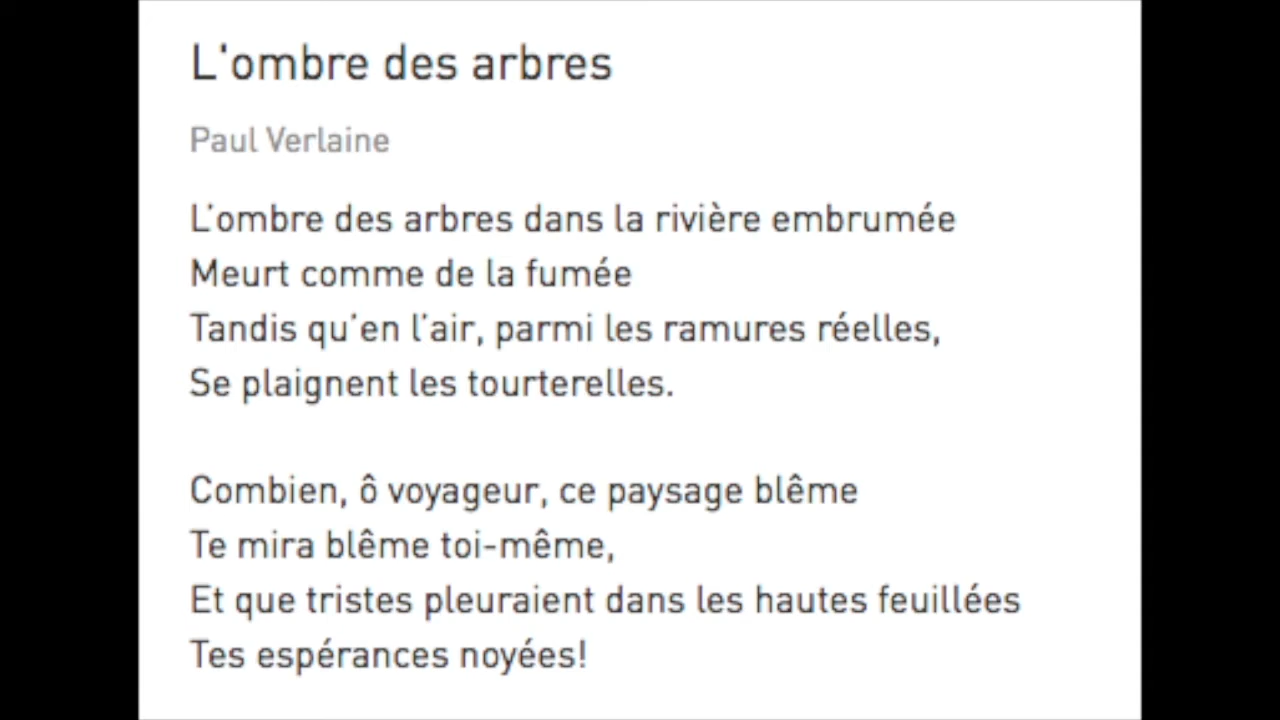 L'ombre des arbres
Paul Verlaine
L’ombre des arbres dans la rivière embrumée
Meurt comme de la fumée
Tandis qu’en l’air, parmi les ramures réelles,
Se plaignent les tourterelles.
Combien, ô voyageur, ce paysage blême
Te mira blême toi-même,
Et que tristes pleuraient dans les hautes feuillées
Tes espérances noyées!